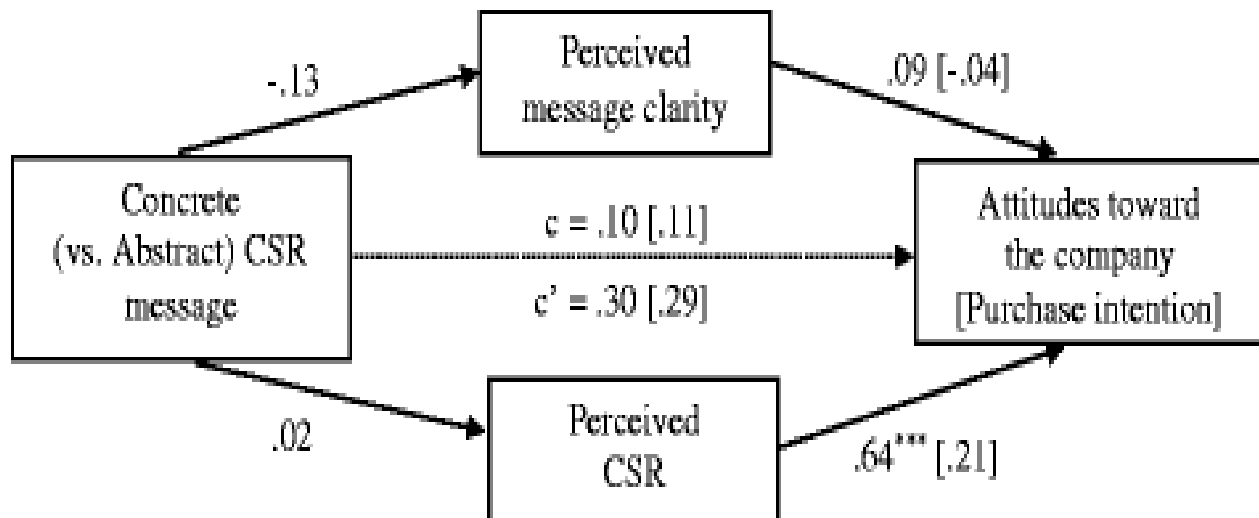 -.13
Perceived
message clarity
.09 [-.04]
Concrete
(vs. Abstract) CSR
message
c = .10 [.11]
c' = .30 [.29]
Attitudes toward
the company
[Purchase intention]
.02
Perceived
CSR
.64*** [.21]